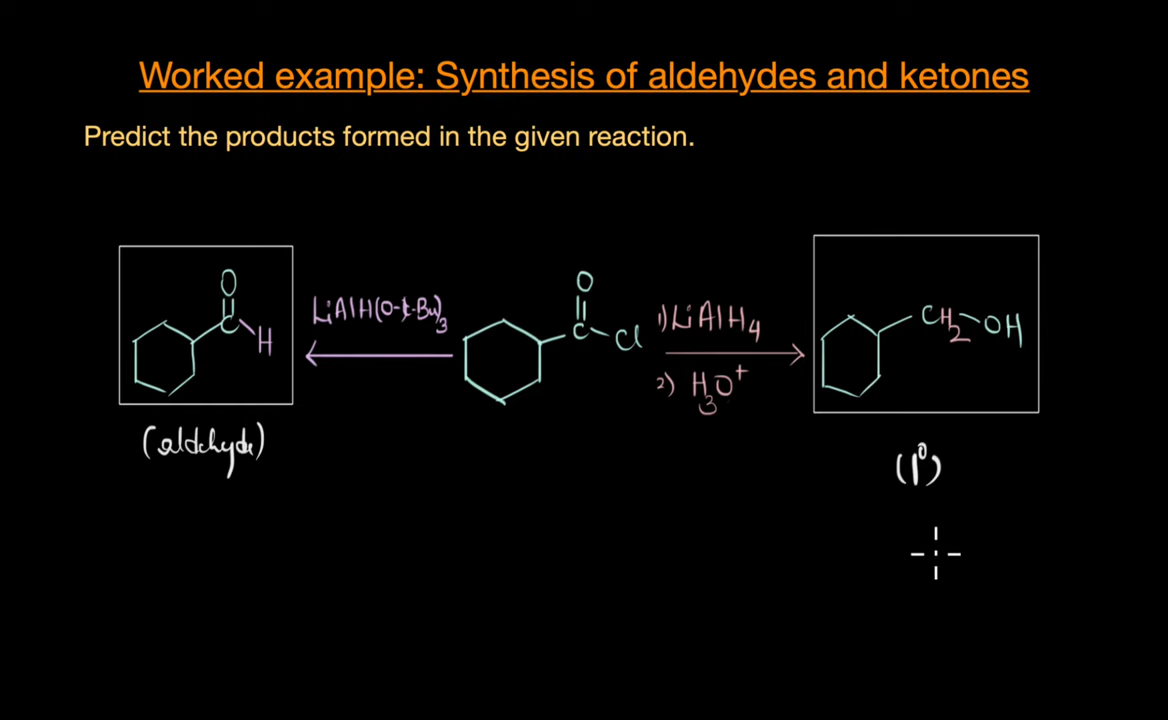 Worked example: Synthesis of aldehydes and ketones
Predict the products formed in the given reaction.
O
C
H
(aldehyde)
LiAlH(O-t-Bu)3
O
C
Cl
1) LiAlH4
2) H3O+
CH2 OH
(1°)